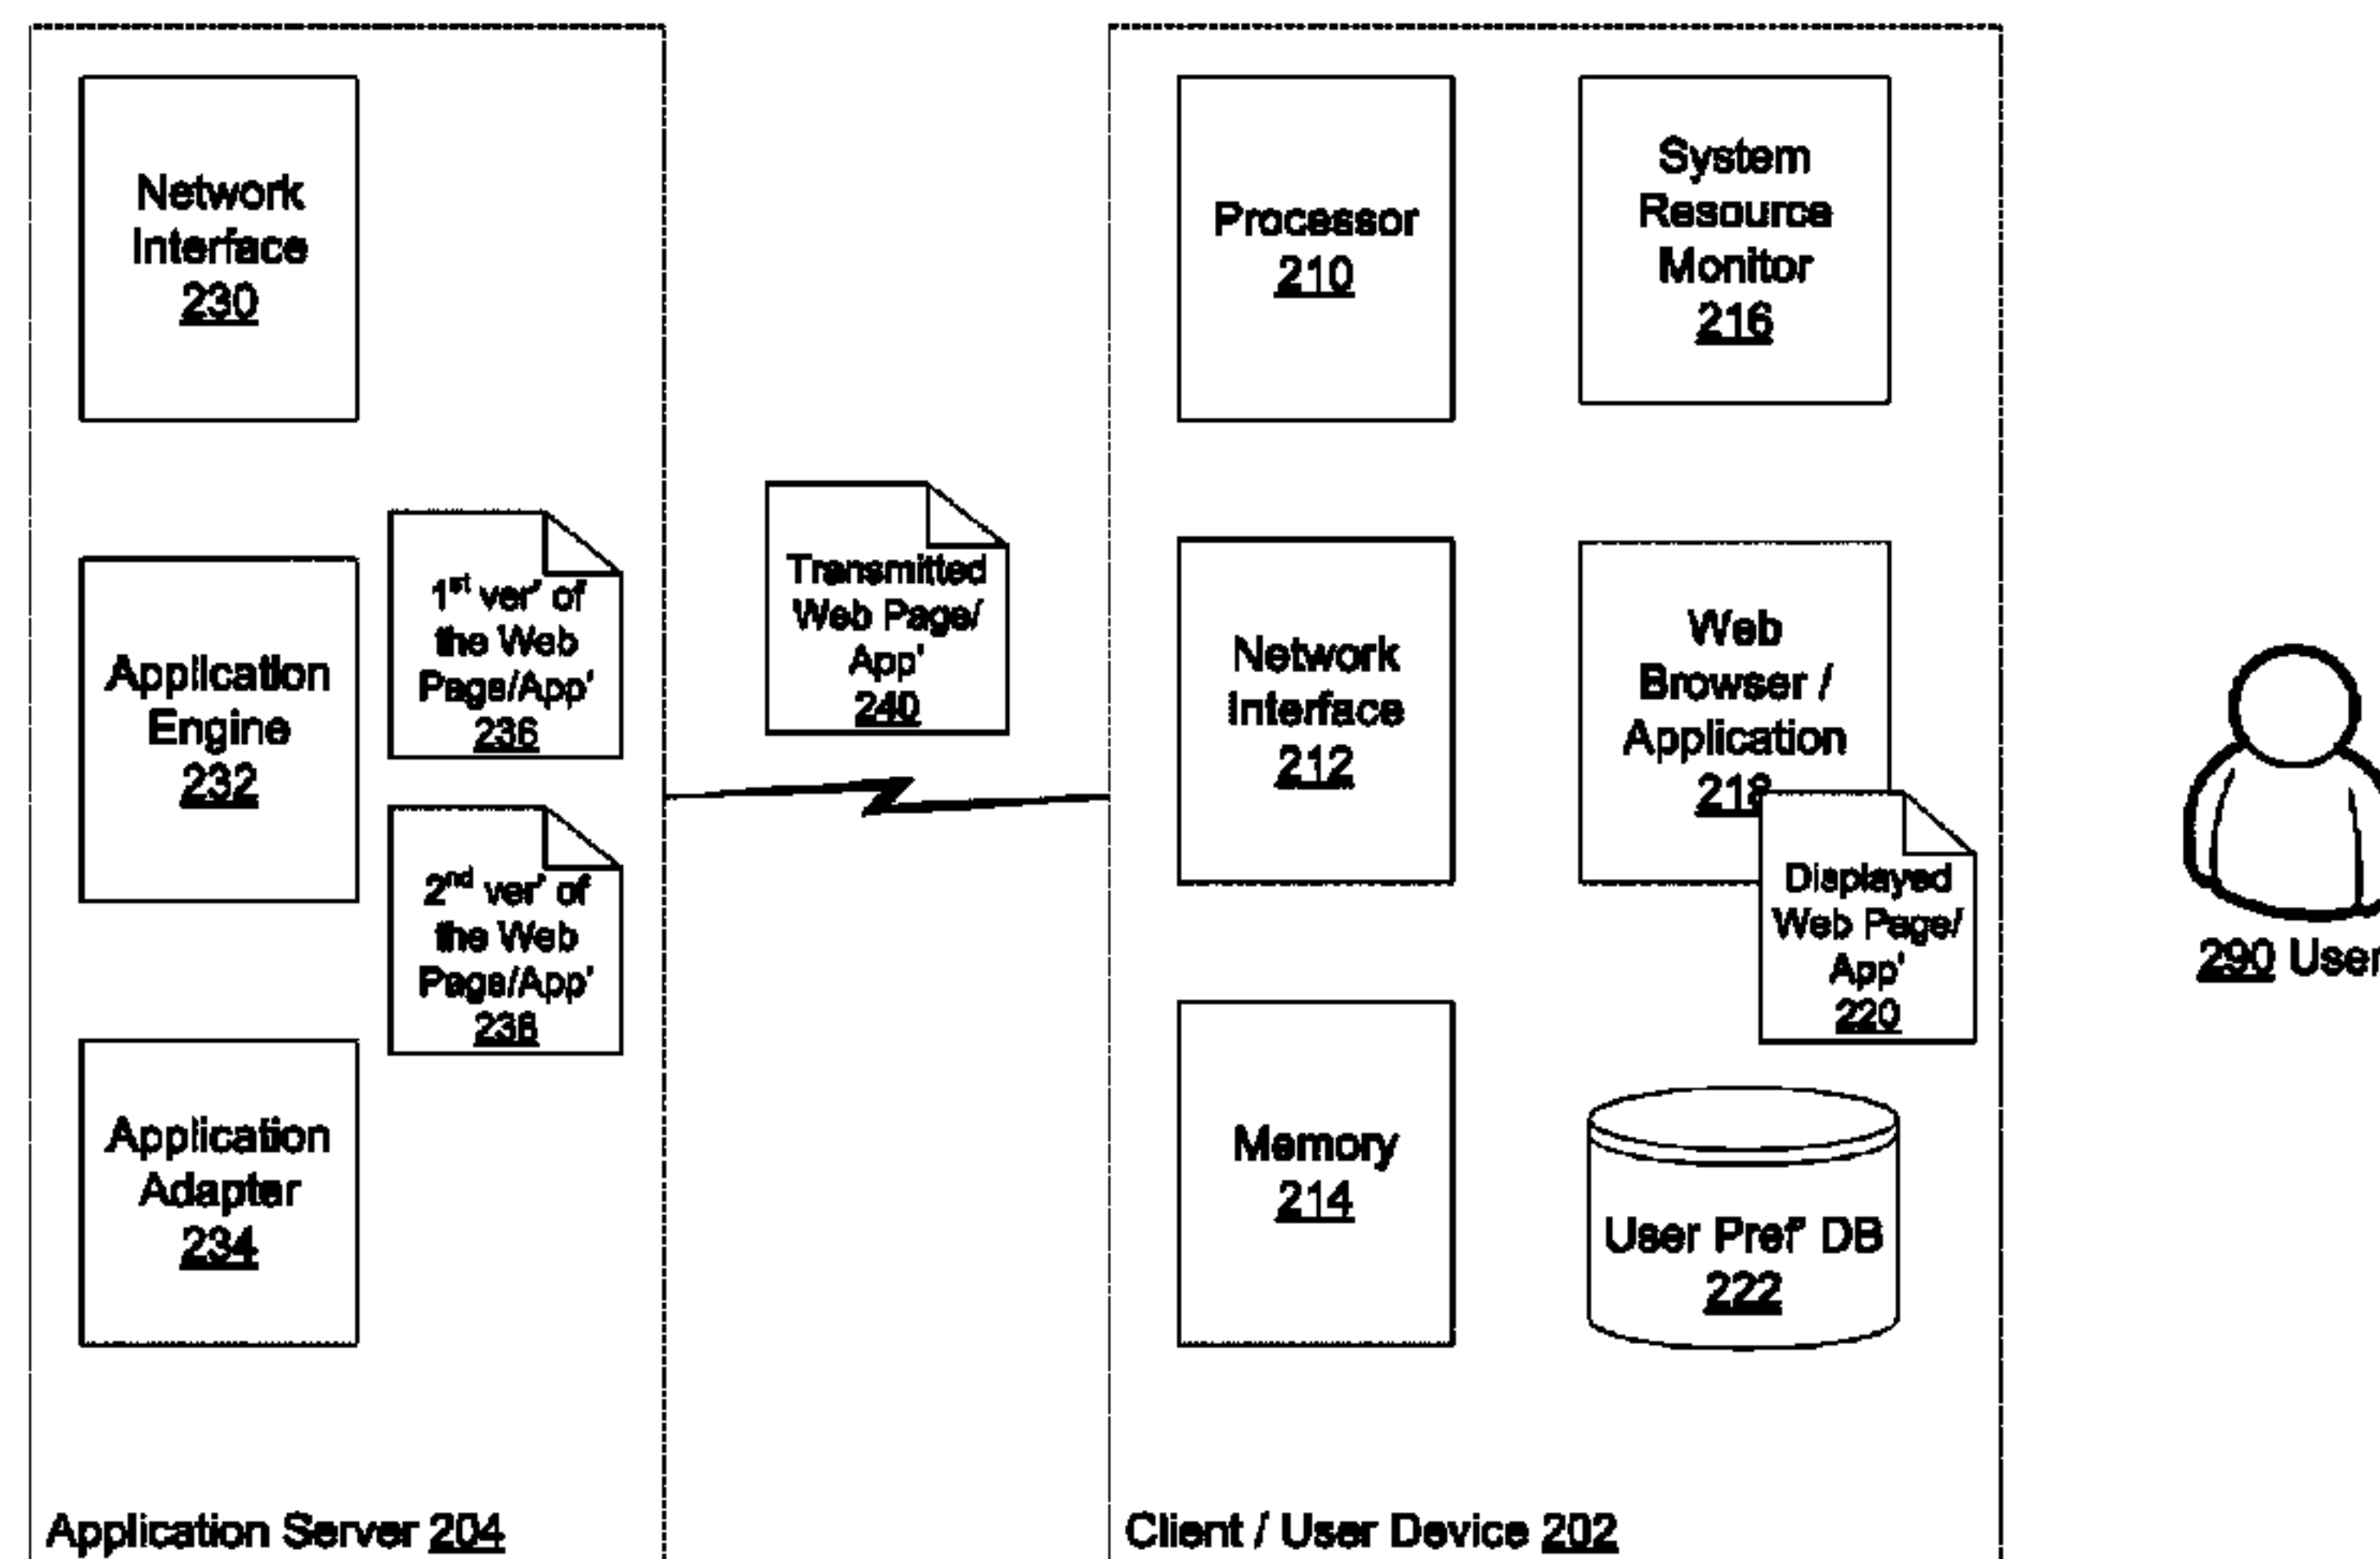 Network
Interface
230
Application
Engine
232
Application
Adapter
234
1st ver' of
the Web
Page/App'
236
2nd ver' of
the Web
Page/App'
238
Application Server 204
Transmitted
Web Page/
App'
240
Processor
210
System
Resource
Monitor
216
Network
Interface
212
Web
Browser /
Application
218
Displayed
Web Page/
App'
220
Memory
214
User Pref' DB
222
Client / User Device 202
290 User